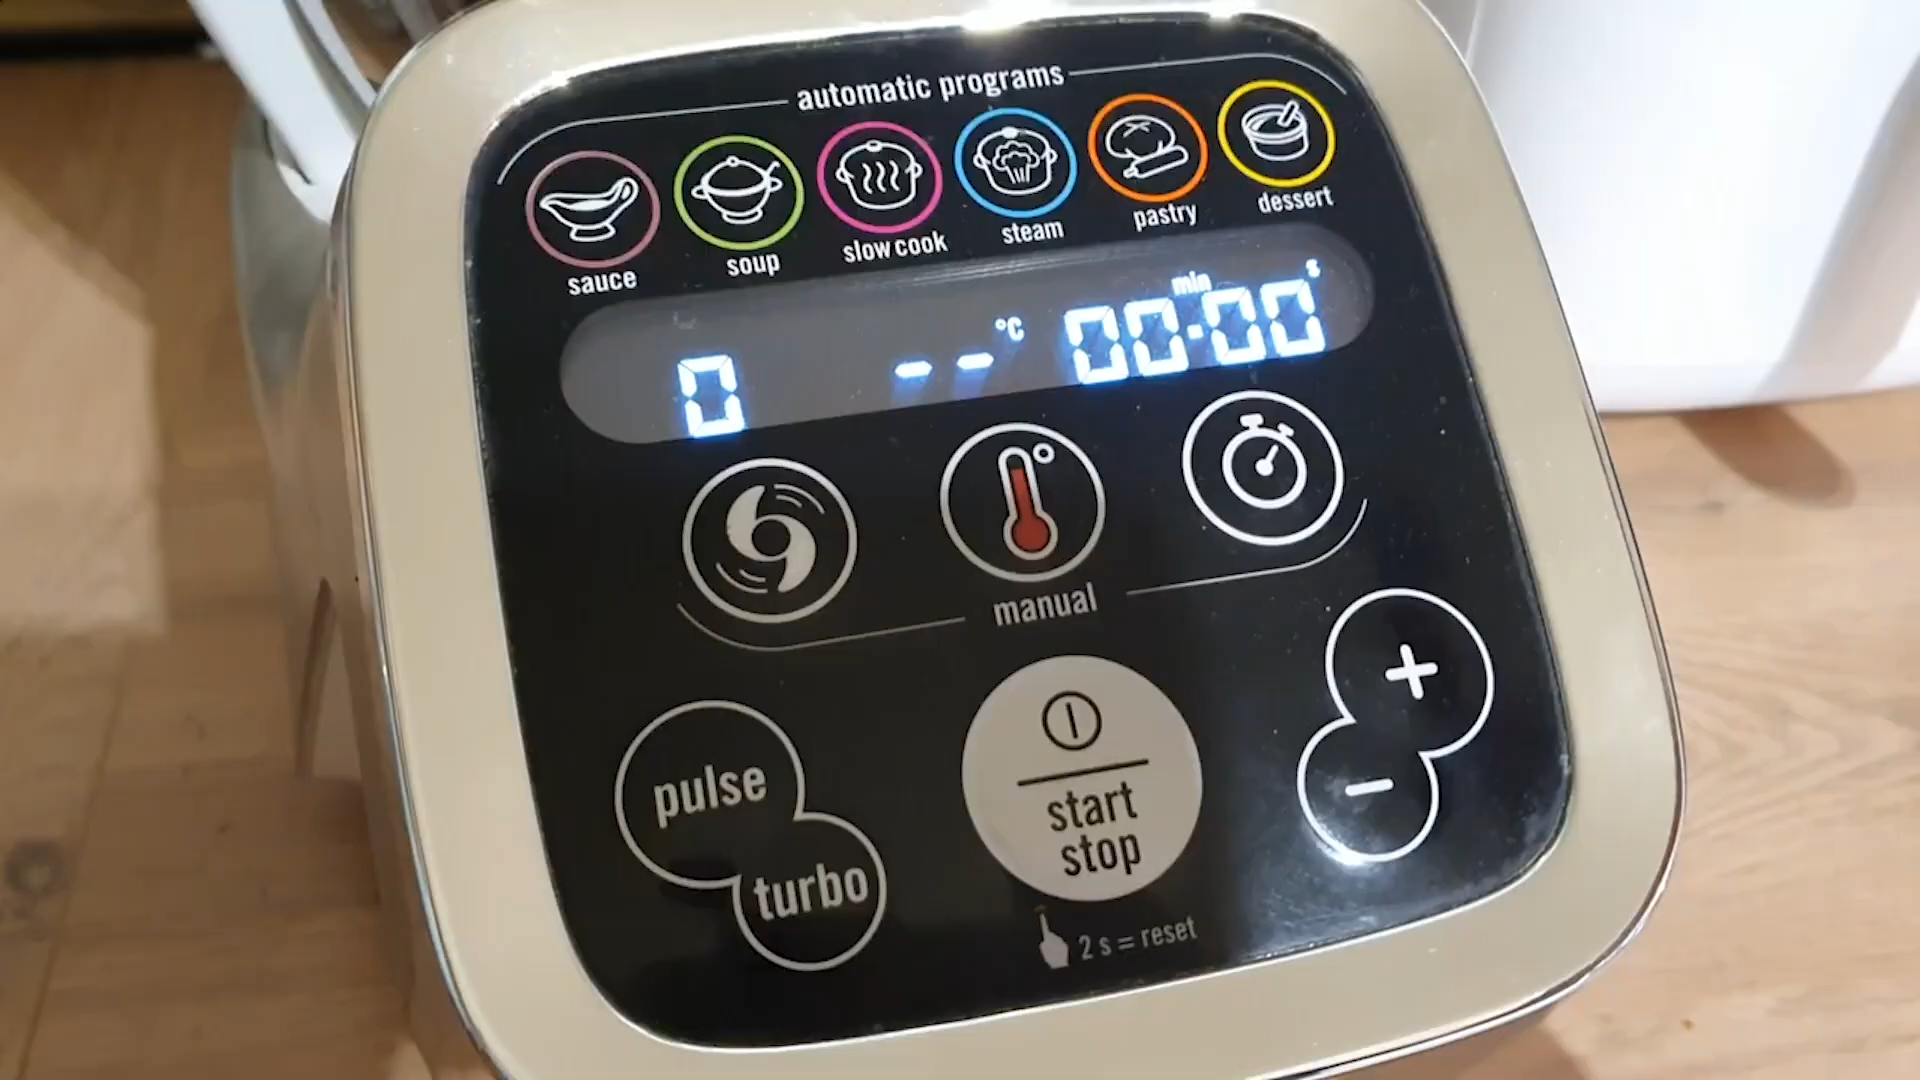 automatic programs
sauce
soup
slow cook
steam
pastry
dessert
0 -- °C 00:00 min s
manual
pulse
turbo
start
stop
+
-
2 s = reset